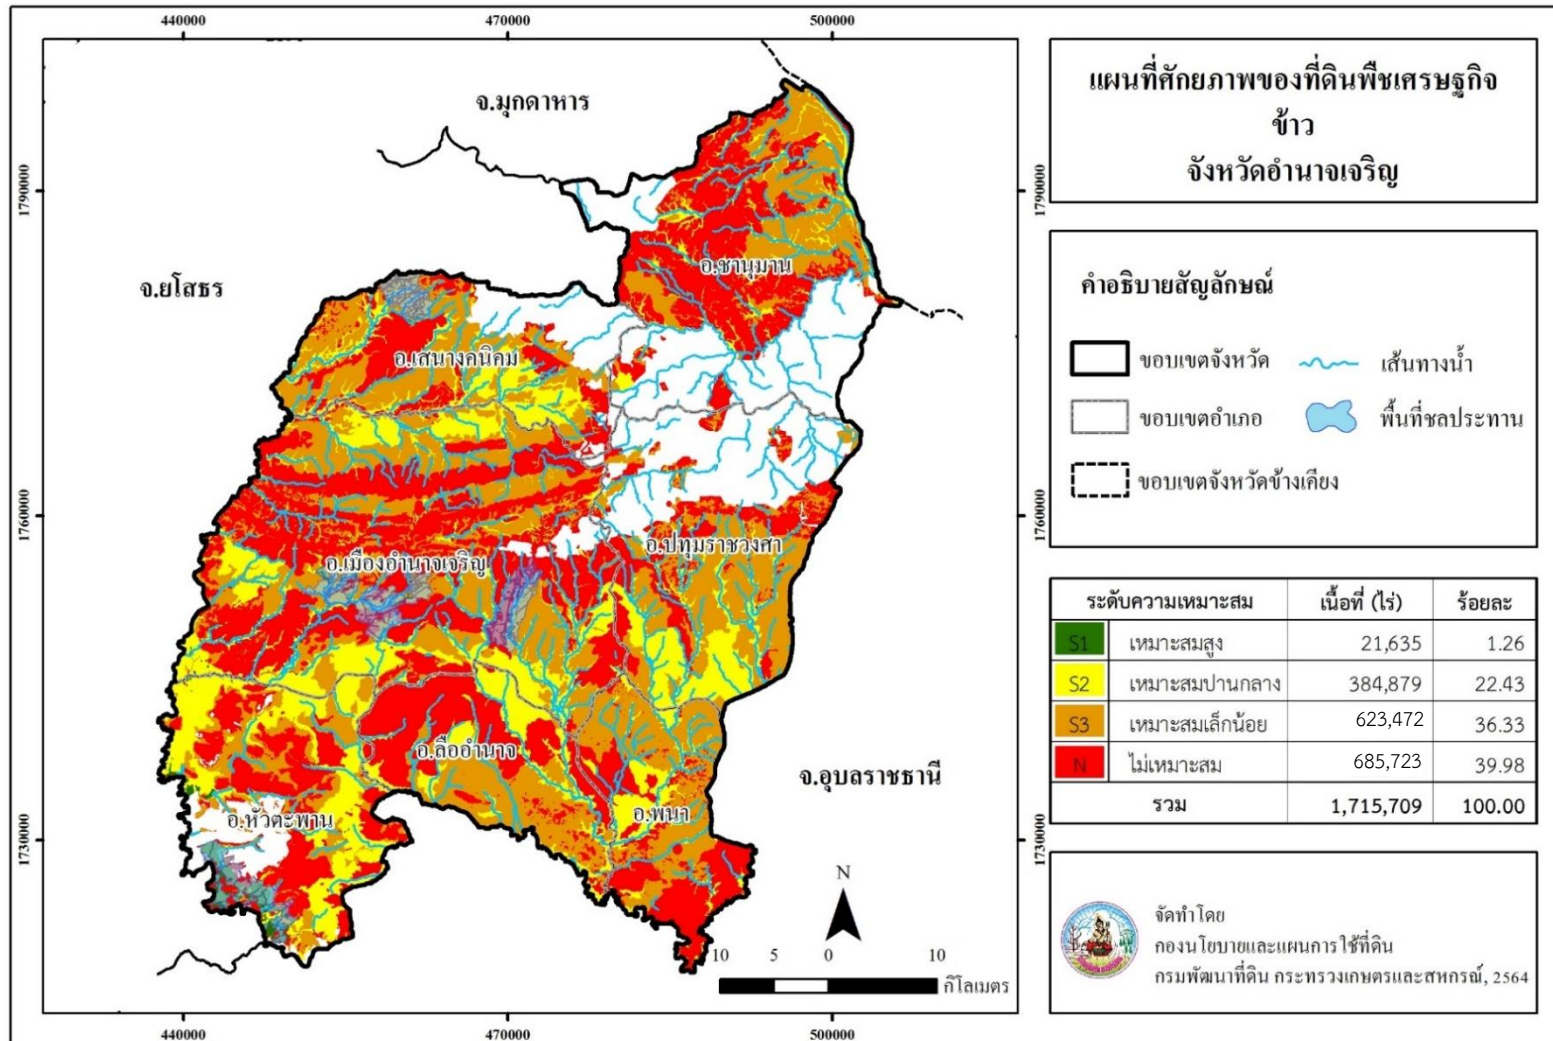 440000 470000 500000
แผนที่ศักยภาพของที่ดินพืชเศรษฐกิจ
ข้าว
จังหวัดอำนาจเจริญ
จ.มุกดาหาร
1790000 1790000
อ.ชานุมาน
จ.ยโสธร
คำอธิบายสัญลักษณ์
ขอบเขตจังหวัด เส้นทางน้ำ
ขอบเขตอำเภอ พื้นที่ชลประทาน
ขอบเขตจังหวัดข้างเคียง
อ.เสนางคนิคม
1760000 1760000
อ.ปทุมราชวงศา
อ.เมืองอำนาจเจริญ
ระดับความเหมาะสม เนื้อที่ (ไร่) ร้อยละ
S1 เหมาะสมสูง 21,635 1.26
S2 เหมาะสมปานกลาง 384,879 22.43
S3 เหมาะสมเล็กน้อย 623,472 36.33
N ไม่เหมาะสม 685,723 39.98
รวม 1,715,709 100.00
อ.ลืออำนาจ
จ.อุบลราชธานี
อ.หัวตะพาน
อ.พนา
1730000 1730000
N
10 5 0 10
กิโลเมตร
จัดทำโดย
กองนโยบายและแผนการใช้ที่ดิน
กรมพัฒนาที่ดิน กระทรวงเกษตรและสหกรณ์, 2564
440000 470000 500000